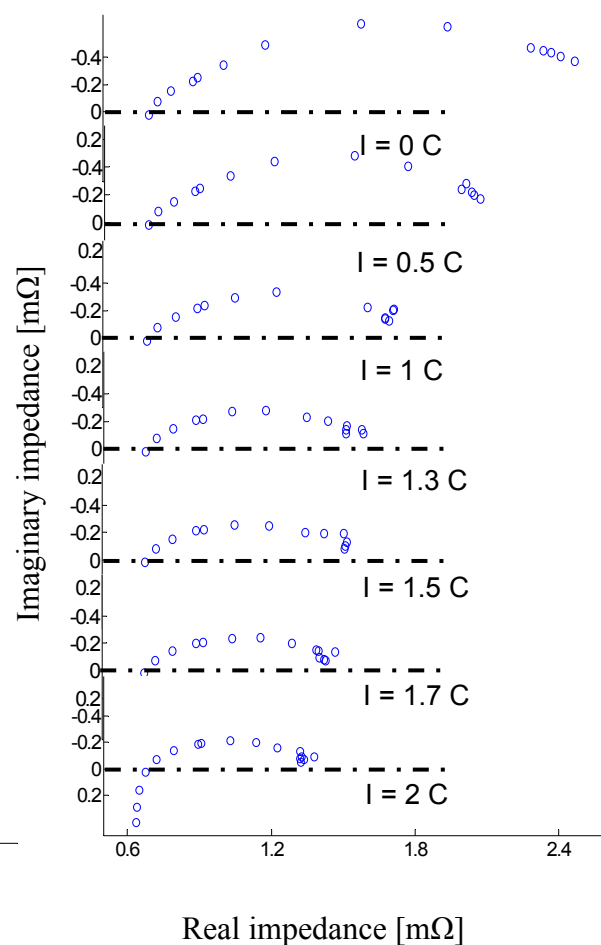 -0.4
-0.2
0
0.2
I = 0 C
-0.4
-0.2
0
0.2
I = 0.5 C
-0.4
-0.2
0
0.2
I = 1 C
-0.4
-0.2
0
0.2
I = 1.3 C
-0.4
-0.2
0
0.2
I = 1.5 C
-0.4
-0.2
0
0.2
I = 1.7 C
-0.4
-0.2
0
0.2
I = 2 C
0.6 1.2 1.8 2.4
Imaginary impedance [mΩ]
Real impedance [mΩ]